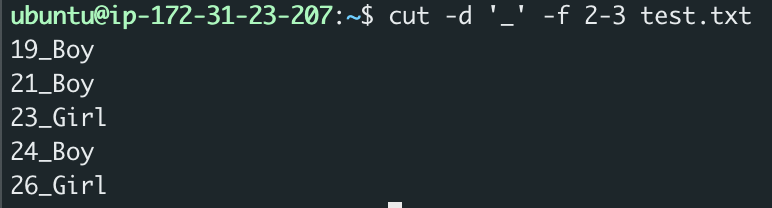 ubuntu@ip-172-31-23-207:~$ cut -d '_' -f 2-3 test.txt
19_Boy
21_Boy
23_Girl
24_Boy
26_Girl